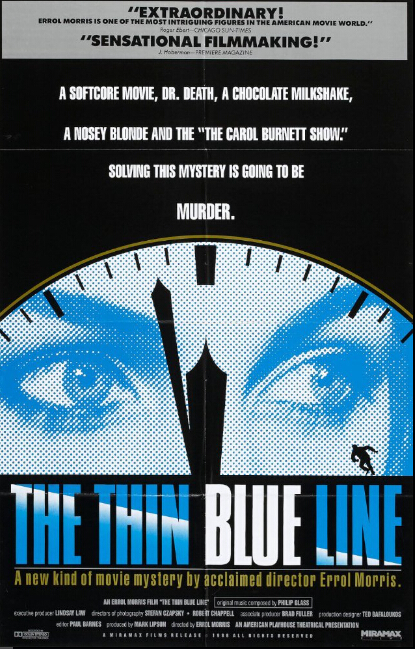 "EXTRAORDINARY!
ERROL MORRIS IS ONE OF THE MOST INTRIGUING FIGURES IN THE AMERICAN MOVIE WORLD."
Roger Ebert—CHICAGO SUN-TIMES
"SENSATIONAL FILMMAKING!"
J. Hoberman—PREMIERE MAGAZINE
A SOFTCORE MOVIE, DR. DEATH, A CHOCOLATE MILKSHAKE,
A NOSEY BLONDE AND THE "THE CAROL BURNETT SHOW."
SOLVING THIS MYSTERY IS GOING TO BE
MURDER.
THE THIN BLUE LINE
A new kind of movie mystery by acclaimed director Errol Morris.
AN ERROL MORRIS FILM "THE THIN BLUE LINE" original music composed by PHILIP GLASS
executive producer LINDSAY LAW directors of photography STEFAN CZAPSKY • ROBERT CHAPPELL associate producer BRAD FULLER production designer TED BAFALOUKOS
editor PAUL BARNES produced by MARK LIPSON directed by ERROL MORRIS AN AMERICAN PLAYHOUSE THEATRICAL PRESENTATION
A MIRAMAX FILMS RELEASE • 1988 ALL RIGHTS RESERVED
MIRAMAX